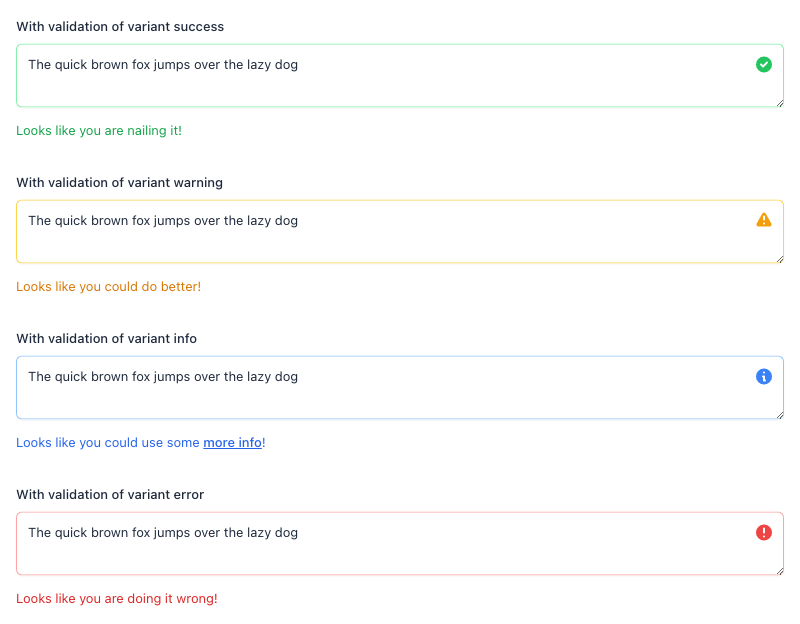 With validation of variant success
The quick brown fox jumps over the lazy dog
Looks like you are nailing it!
With validation of variant warning
The quick brown fox jumps over the lazy dog
Looks like you could do better!
With validation of variant info
The quick brown fox jumps over the lazy dog
Looks like you could use some more info!
With validation of variant error
The quick brown fox jumps over the lazy dog
Looks like you are doing it wrong!